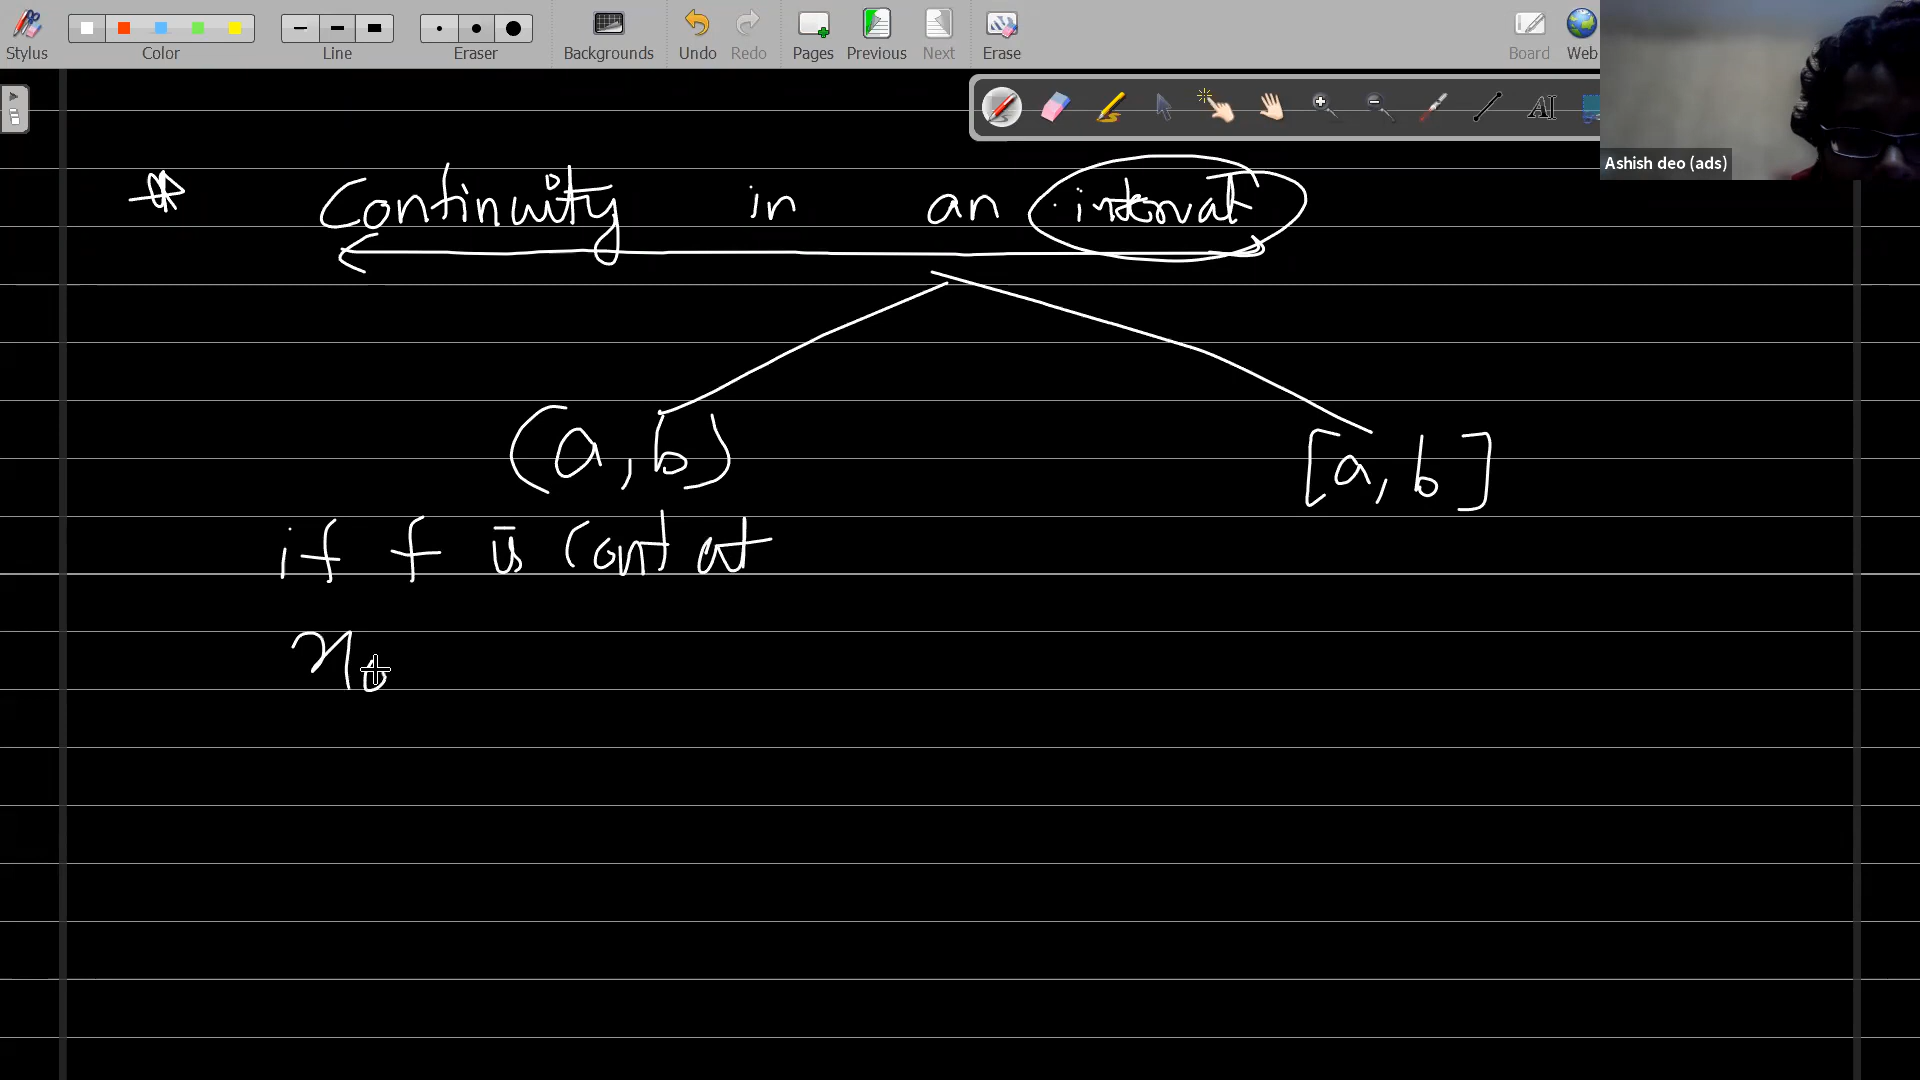 Stylus Color Line Eraser Backgrounds Undo Redo Pages Previous Next Erase Board Web
AI
Ashish deo (ads)
* Continuity in an interval
(a, b) [a, b]
if f is cont at
x₀